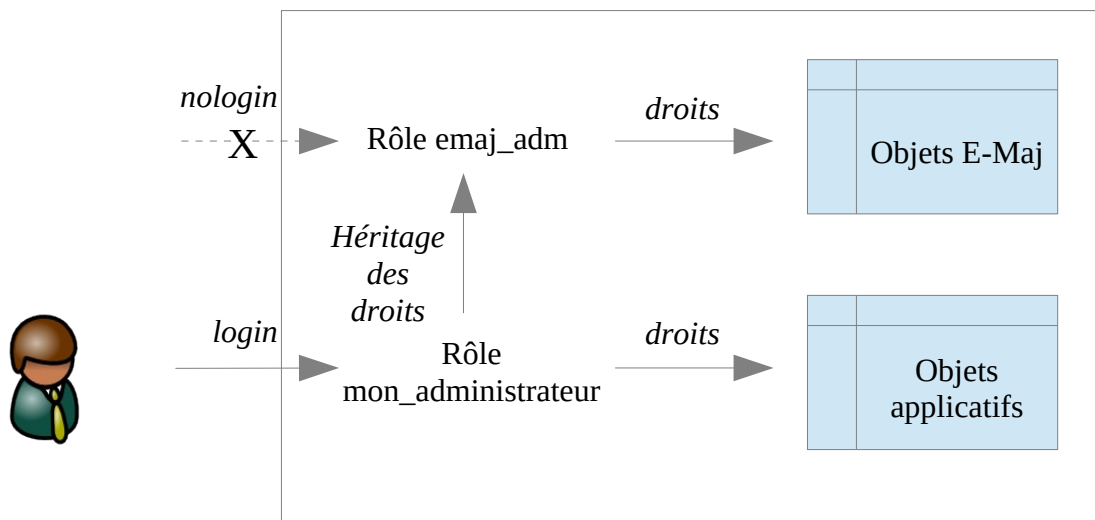 nologin
X
Rôle emaj_adm
droits
Objets E-Maj
Héritage
des
droits
login
Rôle
mon_administrateur
droits
Objets
applicatifs